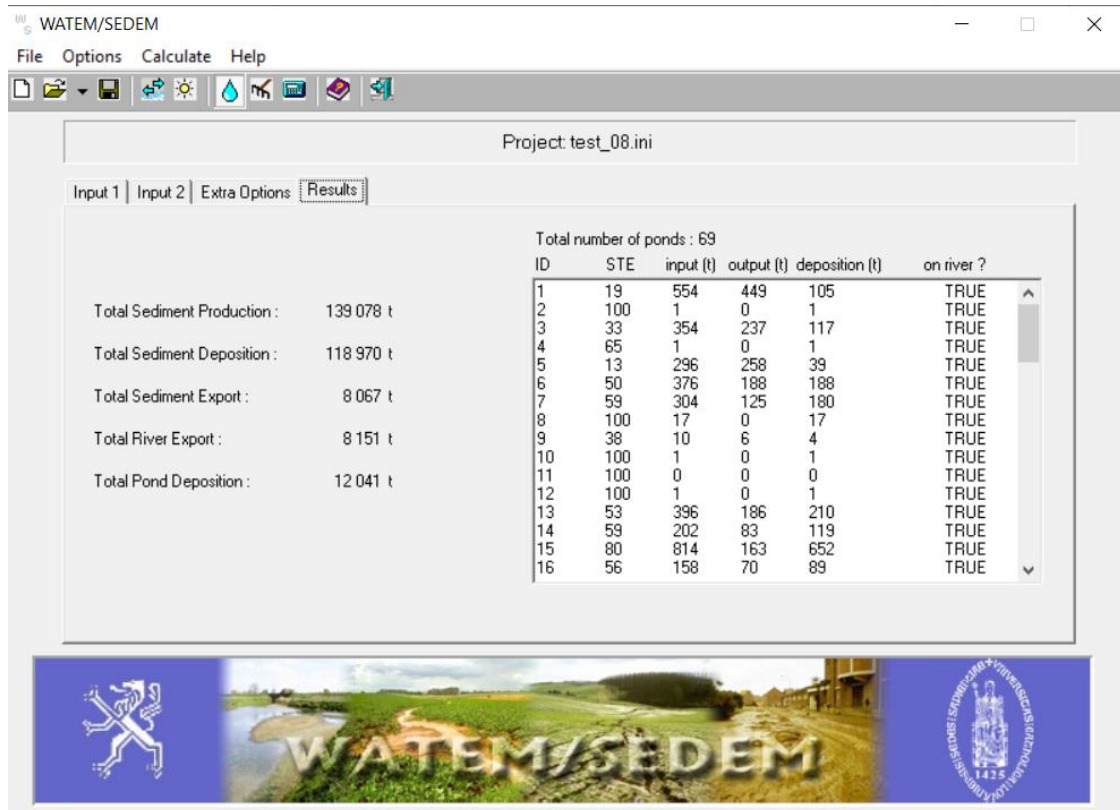 WATEM/SEDEM
File Options Calculate Help
Project: test_08.ini
Input 1 Input 2 Extra Options Results
Total Sediment Production : 139 078 t
Total Sediment Deposition : 118 970 t
Total Sediment Export : 8 067 t
Total River Export : 8 151 t
Total Pond Deposition : 12 041 t
Total number of ponds : 69
ID STE input (t) output (t) deposition (t) on river ?
1 19 554 449 105 TRUE
2 100 1 0 1 TRUE
3 33 354 237 117 TRUE
4 65 1 0 1 TRUE
5 13 296 258 39 TRUE
6 50 376 188 188 TRUE
7 59 304 125 180 TRUE
8 100 17 0 17 TRUE
9 38 10 6 4 TRUE
10 100 1 0 1 TRUE
11 100 0 0 0 TRUE
12 100 1 0 1 TRUE
13 53 396 186 210 TRUE
14 59 202 83 119 TRUE
15 80 814 163 652 TRUE
16 56 158 70 89 TRUE
WATEM/SEDEM
1425